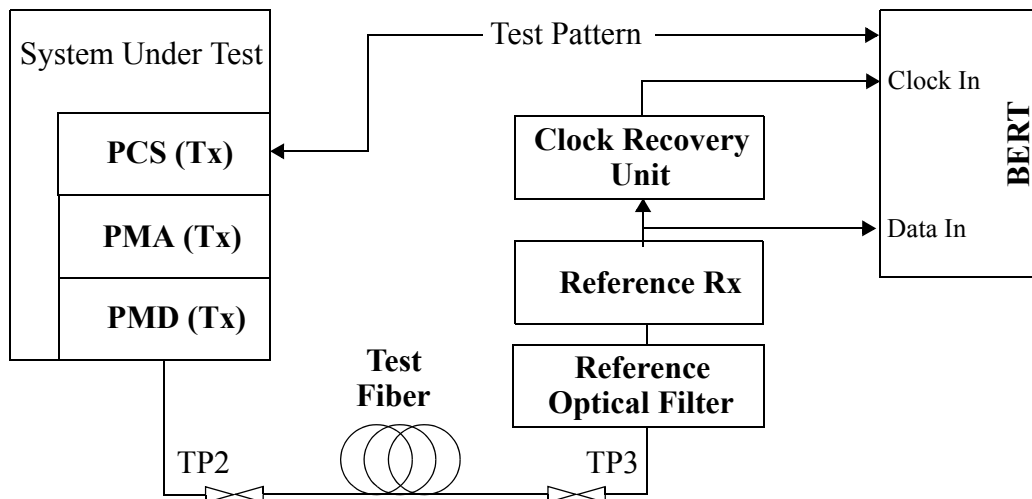 System Under Test
PCS (Tx)
PMA (Tx)
PMD (Tx)
Test Pattern
Clock In
BERT
Data In
Clock Recovery
Unit
Reference Rx
Reference
Optical Filter
Test
Fiber
TP2
TP3